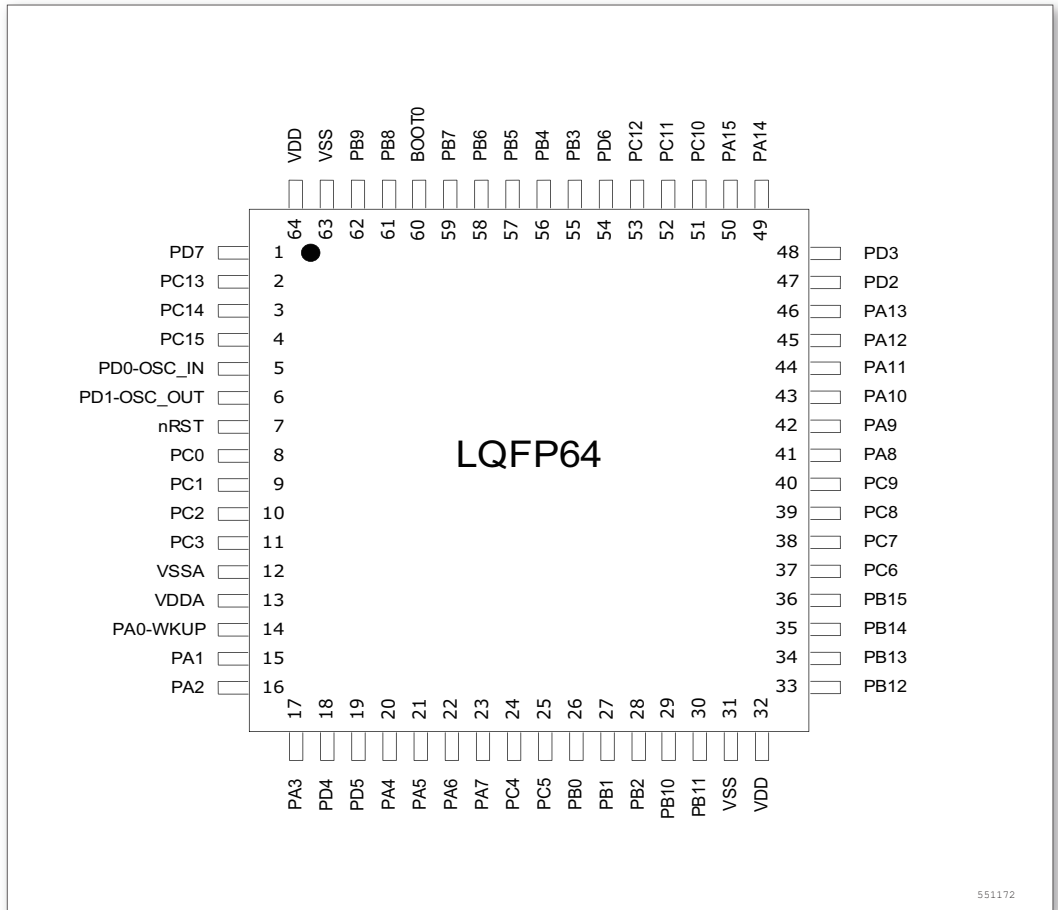 VDD VSS PB9 PB8 BOOT0 PB7 PB6 PB5 PB4 PB3 PD6 PC12 PC11 PC10 PA15 PA14
64 63 62 61 60 59 58 57 56 55 54 53 52 51 50 49
PD7 1 48 PD3
PC13 2 47 PD2
PC14 3 46 PA13
PC15 4 45 PA12
PD0-OSC_IN 5 44 PA11
PD1-OSC_OUT 6 43 PA10
nRST 7 42 PA9
PC0 8 41 PA8
LQFP64
PC1 9 40 PC9
PC2 10 39 PC8
PC3 11 38 PC7
VSSA 12 37 PC6
VDDA 13 36 PB15
PA0-WKUP 14 35 PB14
PA1 15 34 PB13
PA2 16 33 PB12
17 18 19 20 21 22 23 24 25 26 27 28 29 30 31 32
PA3 PD4 PD5 PA4 PA5 PA6 PA7 PC4 PC5 PB0 PB1 PB2 PB10 PB11 VSS VDD
551172